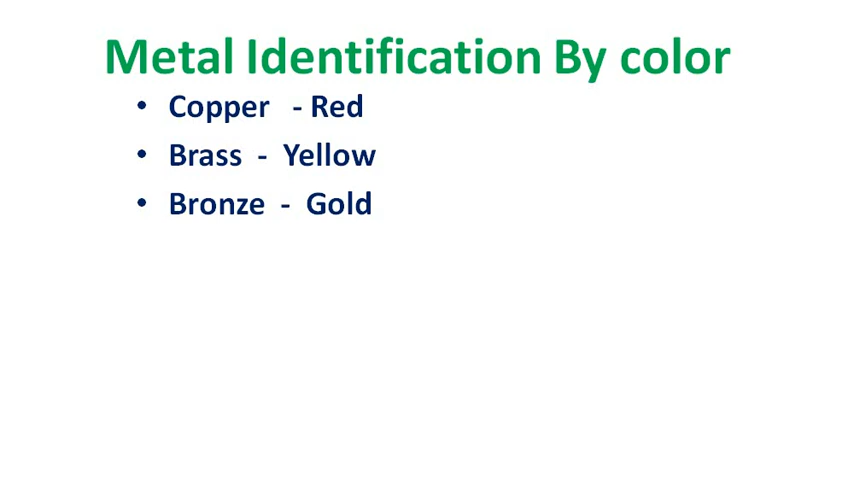 Metal Identification By color
• Copper - Red
• Brass - Yellow
• Bronze - Gold